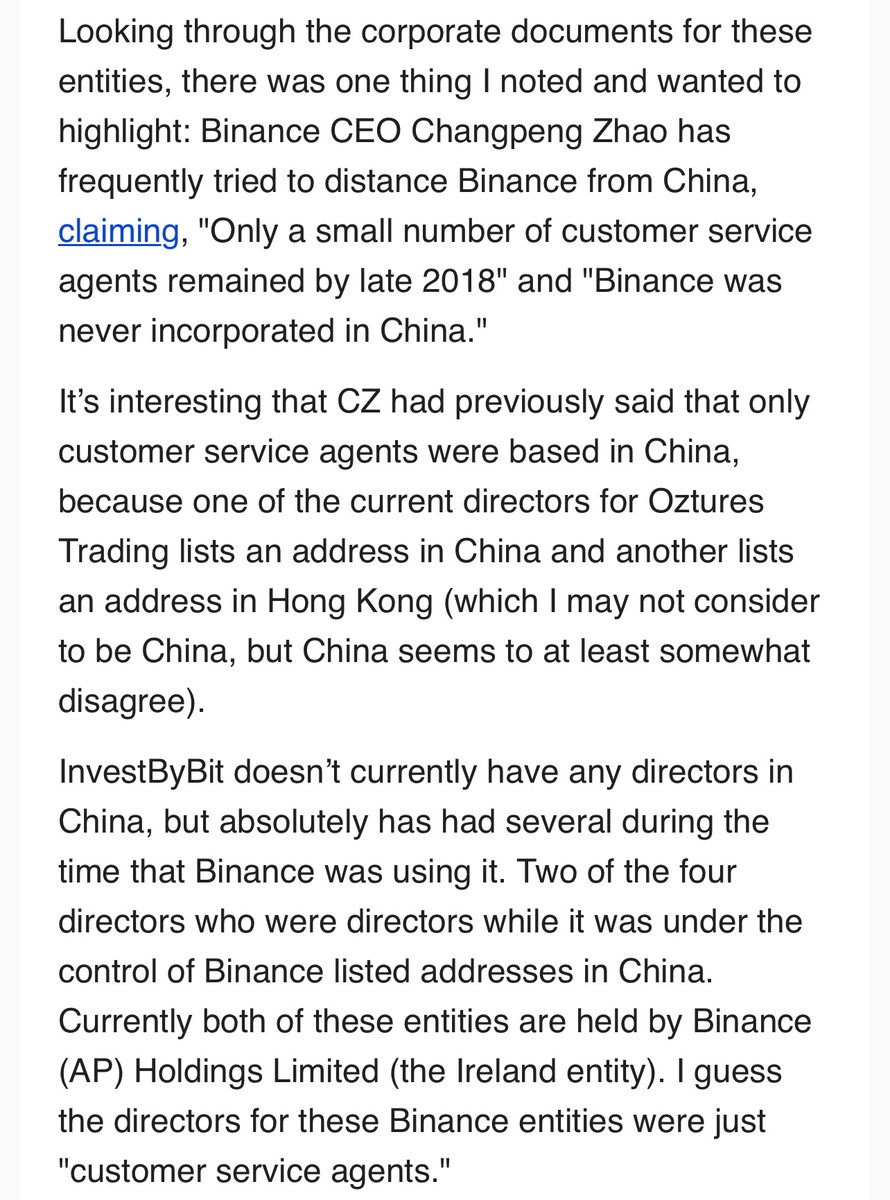 Looking through the corporate documents for these
entities, there was one thing I noted and wanted to
highlight: Binance CEO Changpeng Zhao has
frequently tried to distance Binance from China,
claiming, "Only a small number of customer service
agents remained by late 2018" and "Binance was
never incorporated in China."
It’s interesting that CZ had previously said that only
customer service agents were based in China,
because one of the current directors for Oztures
Trading lists an address in China and another lists
an address in Hong Kong (which I may not consider
to be China, but China seems to at least somewhat
disagree).
InvestByBit doesn’t currently have any directors in
China, but absolutely has had several during the
time that Binance was using it. Two of the four
directors who were directors while it was under the
control of Binance listed addresses in China.
Currently both of these entities are held by Binance
(AP) Holdings Limited (the Ireland entity). I guess
the directors for these Binance entities were just
"customer service agents."